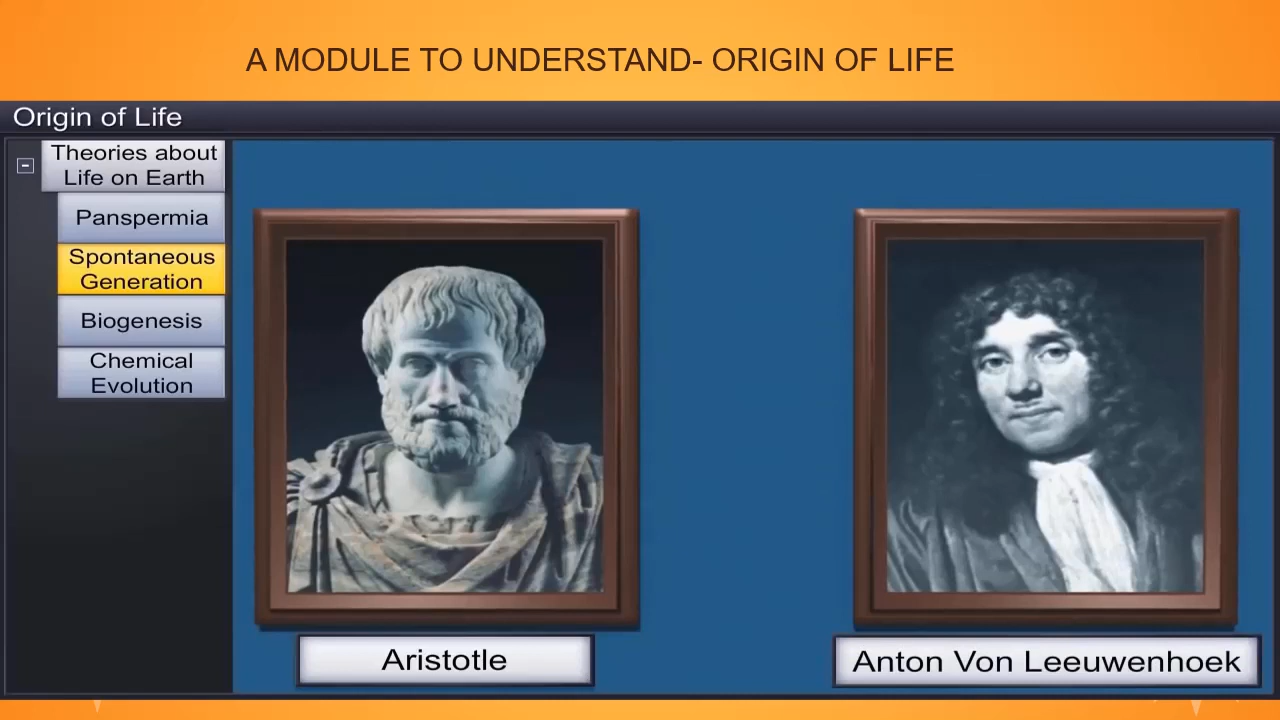 A MODULE TO UNDERSTAND- ORIGIN OF LIFE
Origin of Life
Theories about
Life on Earth
Panspermia
Spontaneous
Generation
Biogenesis
Chemical
Evolution
Aristotle
Anton Von Leeuwenhoek